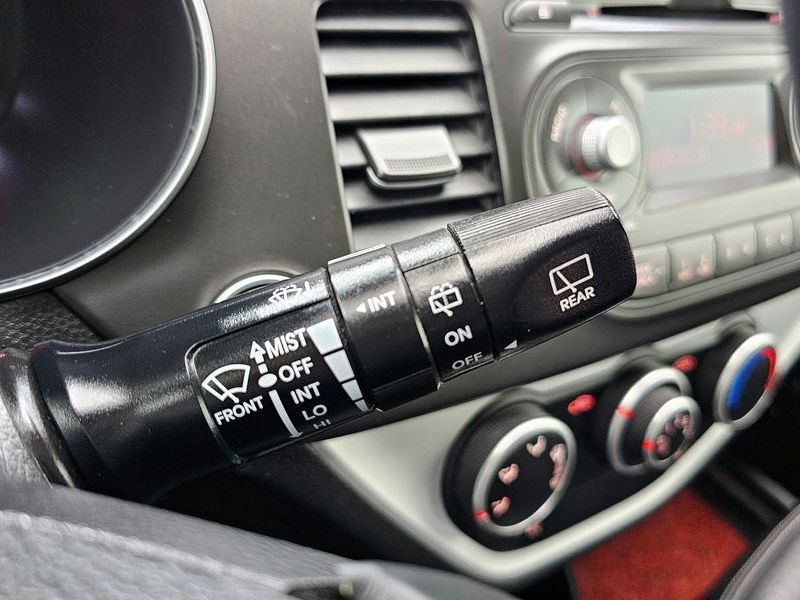 MIST
OFF
INT
LO
HI
FRONT
INT
ON
OFF
REAR